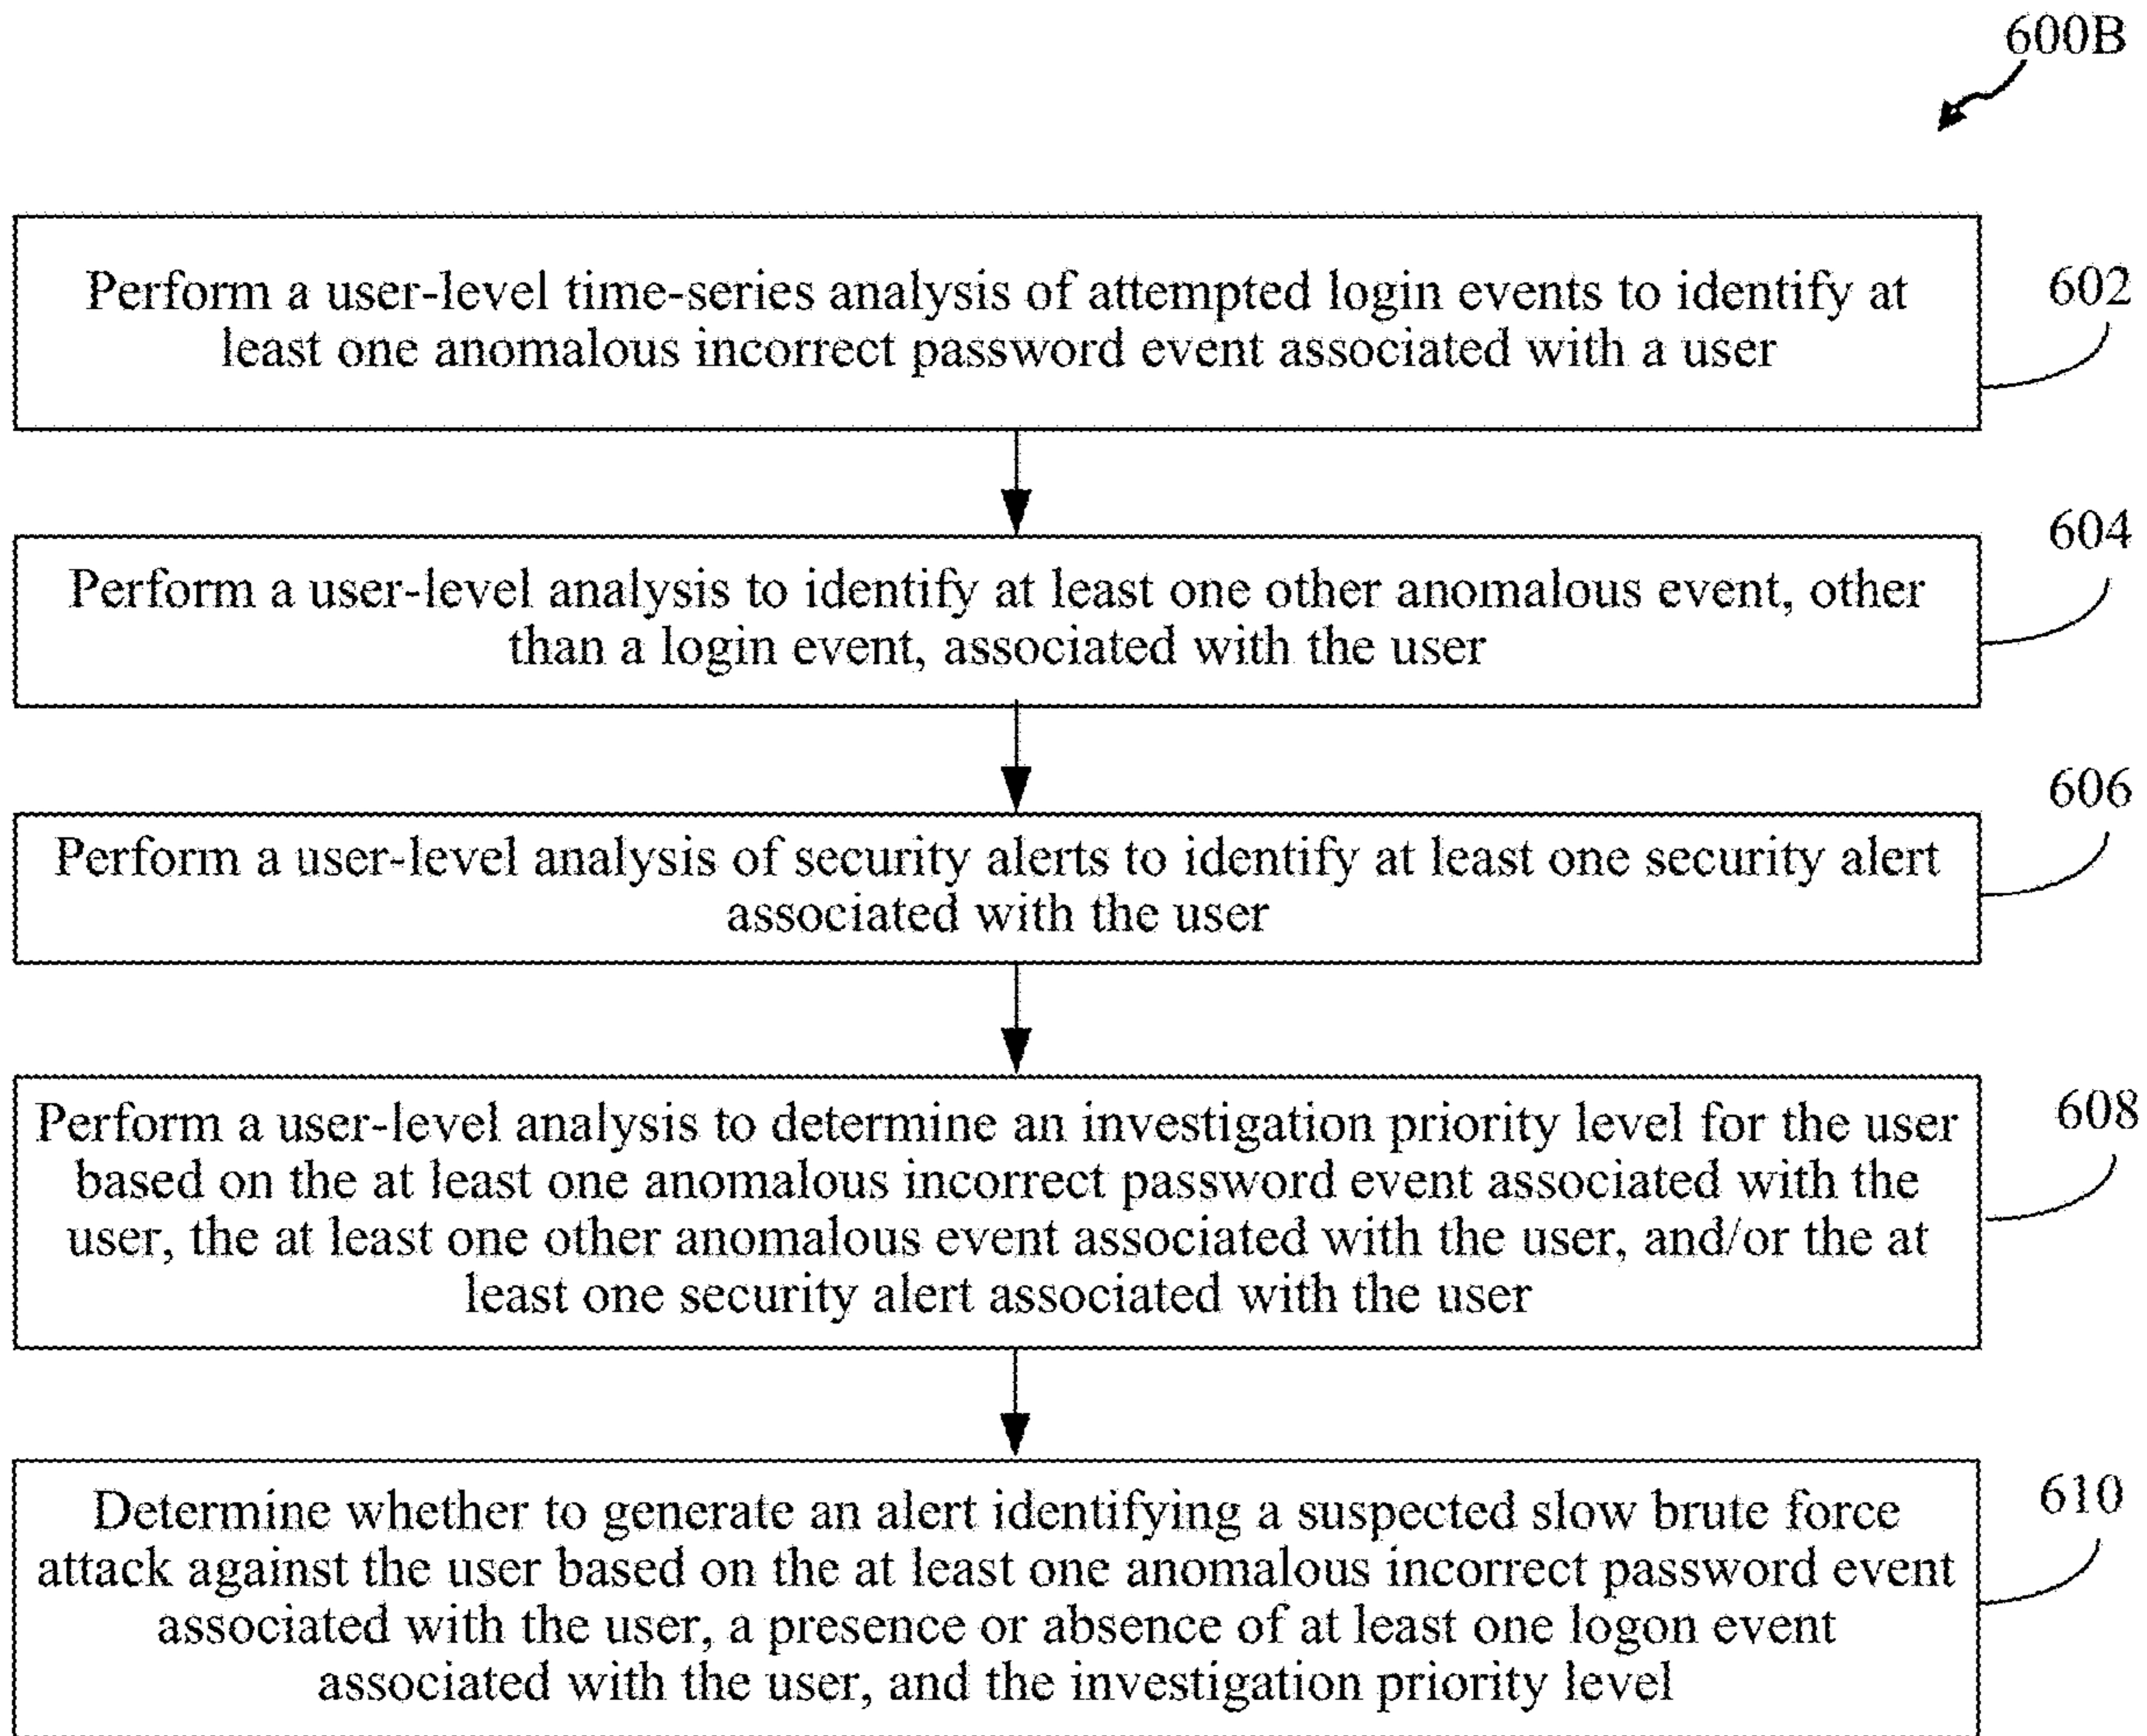 600B
Perform a user-level time-series analysis of attempted login events to identify at
least one anomalous incorrect password event associated with a user
602
Perform a user-level analysis to identify at least one other anomalous event, other
than a login event, associated with the user
604
Perform a user-level analysis of security alerts to identify at least one security alert
associated with the user
606
Perform a user-level analysis to determine an investigation priority level for the user
based on the at least one anomalous incorrect password event associated with the
user, the at least one other anomalous event associated with the user, and/or the at
least one security alert associated with the user
608
Determine whether to generate an alert identifying a suspected slow brute force
attack against the user based on the at least one anomalous incorrect password event
associated with the user, a presence or absence of at least one logon event
associated with the user, and the investigation priority level
610